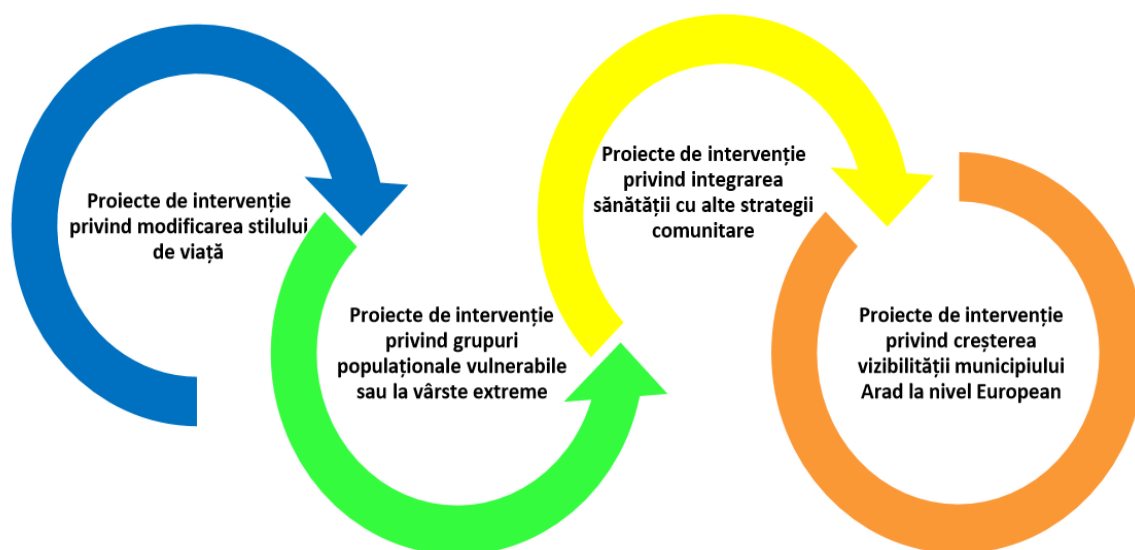 Proiecte de intervenție
privind modificarea stilului
de viață
Proiecte de intervenție
privind grupuri
populaționale vulnerabile
sau la vârste extreme
Proiecte de intervenție
privind integrarea
sănătății cu alte strategii
comunitare
Proiecte de intervenție
privind creșterea
vizibilității municipiului
Arad la nivel European